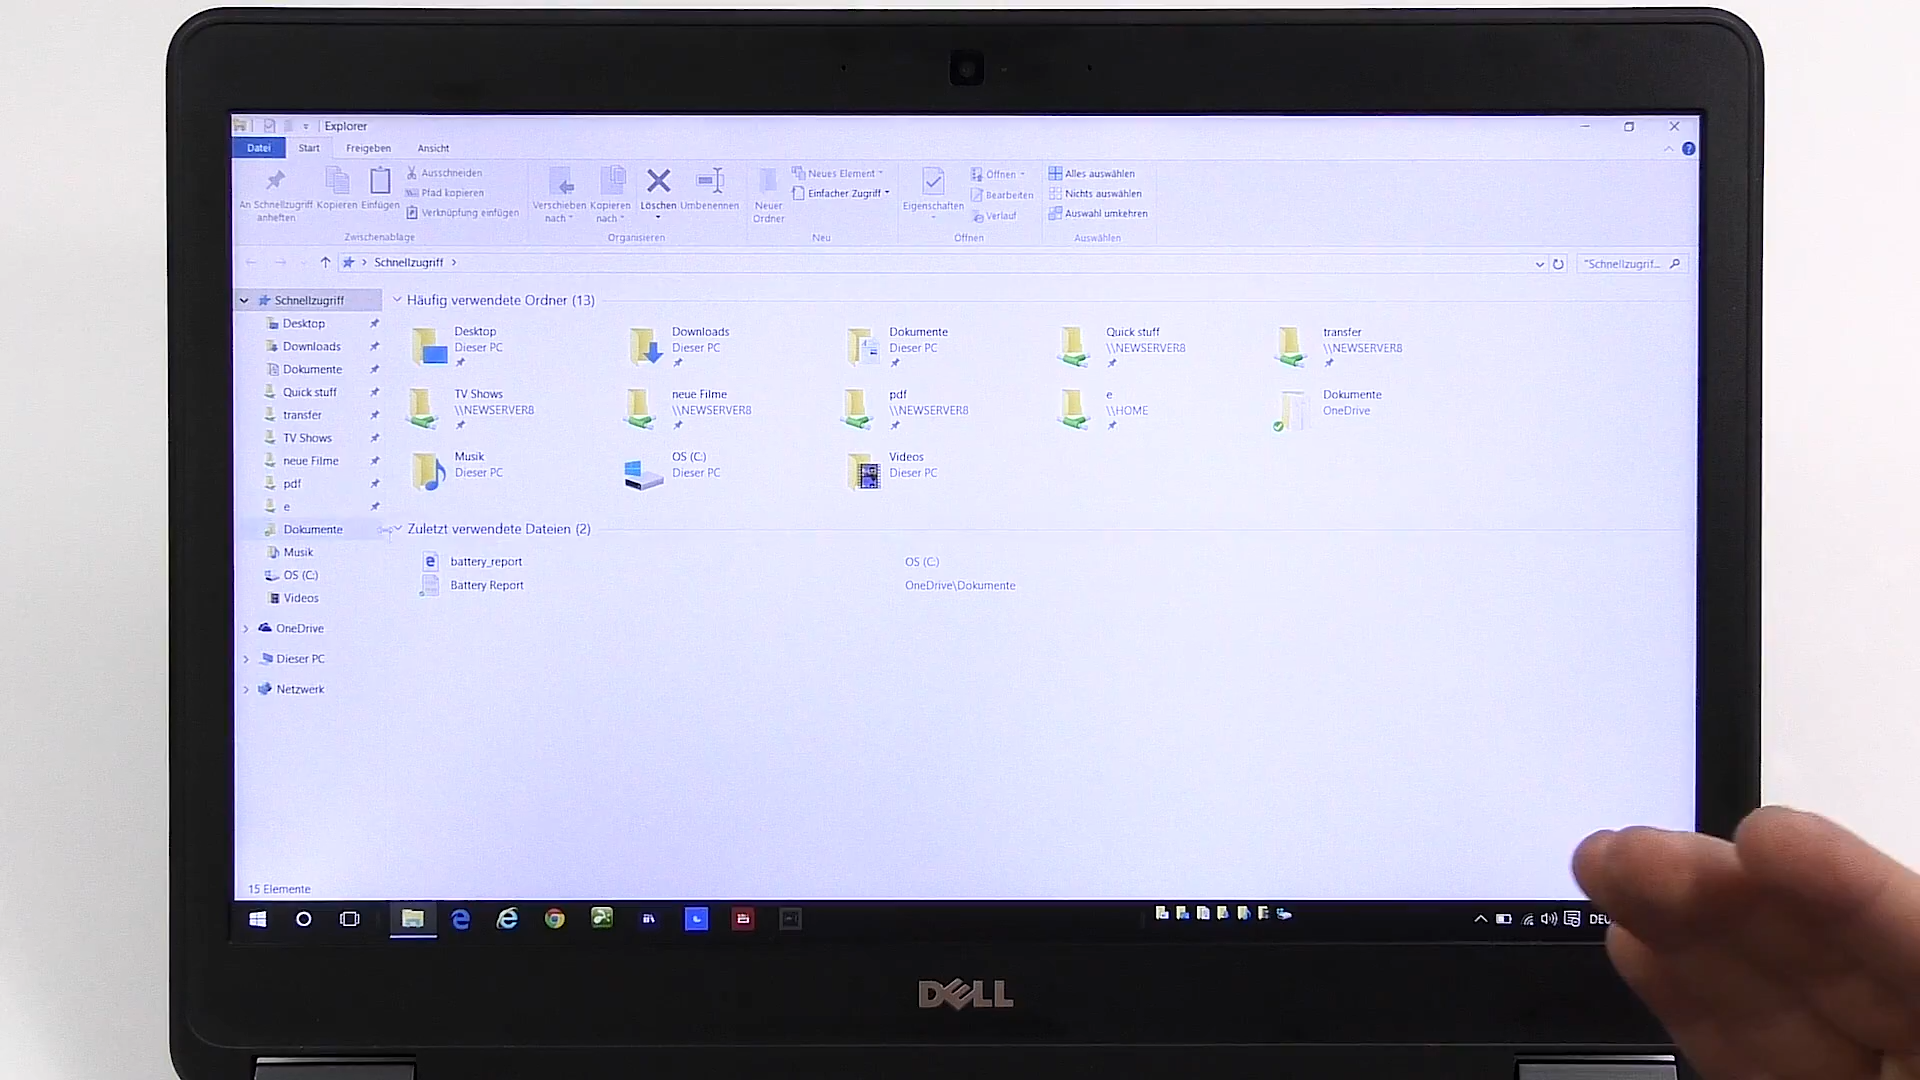 Explorer
Datei Start Freigeben Ansicht
An Schnellzugriff anheften
Kopieren
Einfügen
Ausschneiden
Pfad kopieren
Verknüpfung einfügen
Zwischenablage
Verschieben nach
Kopieren nach
Löschen
Umbenennen
Organisieren
Neuer Ordner
Neues Element
Einfacher Zugriff
Neu
Eigenschaften
Öffnen
Bearbeiten
Verlauf
Öffnen
Alles auswählen
Nichts auswählen
Auswahl umkehren
Auswählen
Schnellzugriff
"Schnellzugrif...
Schnellzugriff
Desktop
Downloads
Dokumente
Quick stuff
transfer
TV Shows
neue Filme
pdf
e
Dokumente
Musik
OS (C:)
Videos
OneDrive
Dieser PC
Netzwerk
Häufig verwendete Ordner (13)
Desktop
Dieser PC
Downloads
Dieser PC
Dokumente
Dieser PC
Quick stuff
\\NEWSERVER8
transfer
\\NEWSERVER8
TV Shows
\\NEWSERVER8
neue Filme
\\NEWSERVER8
pdf
\\NEWSERVER8
e
\\HOME
Dokumente
OneDrive
Musik
Dieser PC
OS (C:)
Dieser PC
Videos
Dieser PC
Zuletzt verwendete Dateien (2)
battery_report OS (C:)
Battery Report OneDrive\Dokumente
15 Elemente
DEU
DELL